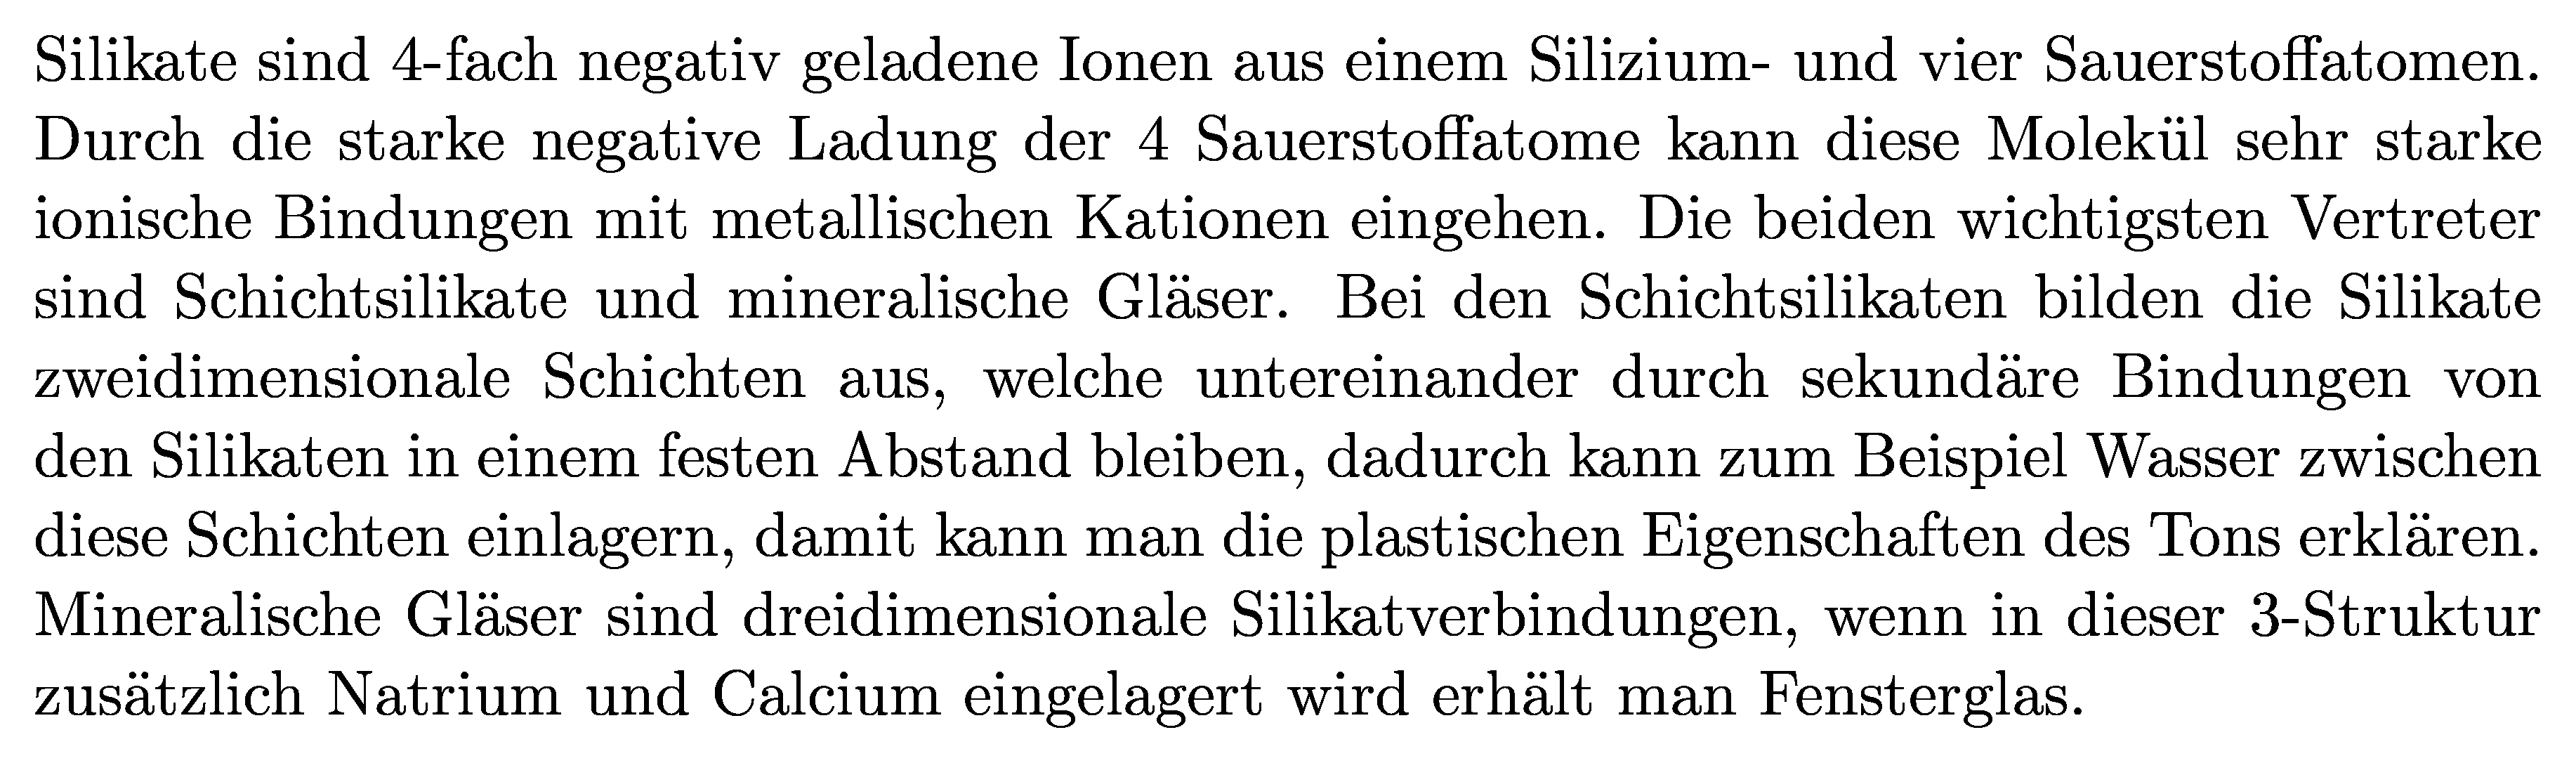 Silikate sind 4-fach negativ geladene Ionen aus einem Silizium- und vier Sauerstoffatomen.
Durch die starke negative Ladung der 4 Sauerstoffatome kann diese Molekül sehr starke
ionische Bindungen mit metallischen Kationen eingehen. Die beiden wichtigsten Vertreter
sind Schichtsilikate und mineralische Gläser. Bei den Schichtsilikaten bilden die Silikate
zweidimensionale Schichten aus, welche untereinander durch sekundäre Bindungen von
den Silikaten in einem festen Abstand bleiben, dadurch kann zum Beispiel Wasser zwischen
diese Schichten einlagern, damit kann man die plastischen Eigenschaften des Tons erklären.
Mineralische Gläser sind dreidimensionale Silikatverbindungen, wenn in dieser 3-Struktur
zusätzlich Natrium und Calcium eingelagert wird erhält man Fensterglas.